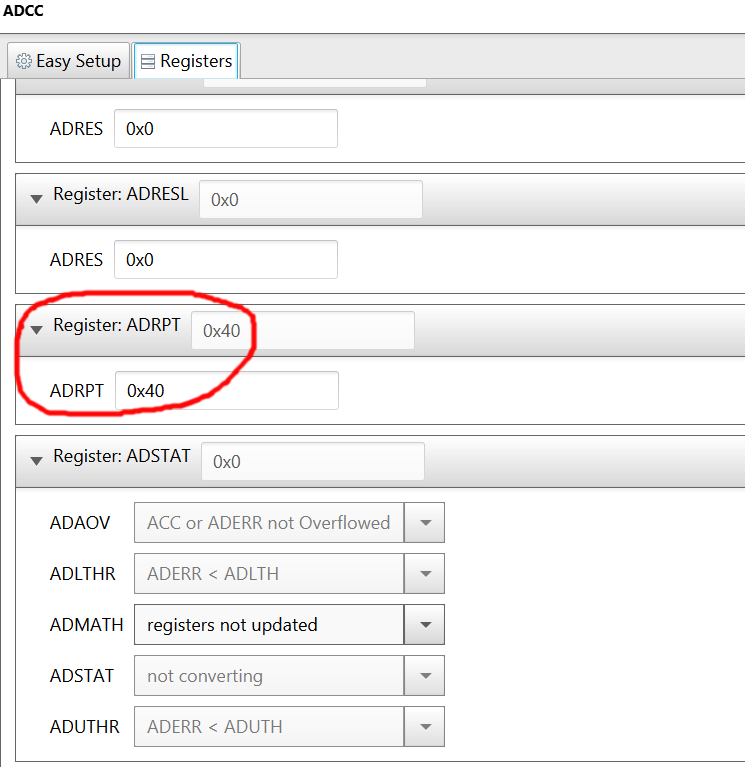 ADCC
Easy Setup Registers
ADRES 0x0
Register: ADRESL 0x0
ADRES 0x0
Register: ADRPT 0x40
ADRPT 0x40
Register: ADSTAT 0x0
ADAOV ACC or ADERR not Overflowed
ADLTHR ADERR < ADLTH
ADMATH registers not updated
ADSTAT not converting
ADUTHR ADERR < ADUTH